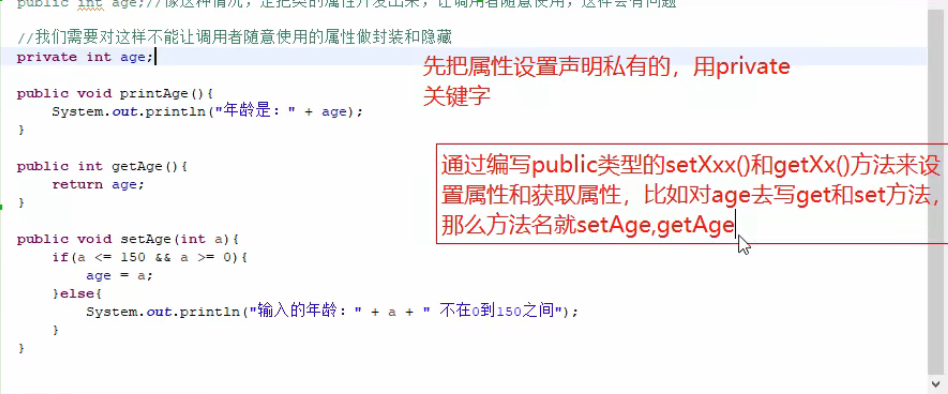 public int age;//像这种情况，是把类的属性开发出来，让调用者随意使用，这样会有问题
//我们需要对这样不能让调用者随意使用的属性做封装和隐藏
private int age;
先把属性设置声明私有的，用private
关键字
public void printAge(){
System.out.println("年龄是：" + age);
}
通过编写public类型的setXxx()和getXx()方法来设
置属性和获取属性，比如对age去写get和set方法，
那么方法名就setAge,getAge
public int getAge(){
return age;
}
public void setAge(int a){
if(a <= 150 && a >= 0){
age = a;
}else{
System.out.println("输入的年龄：" + a + " 不在0到150之间");
}
}